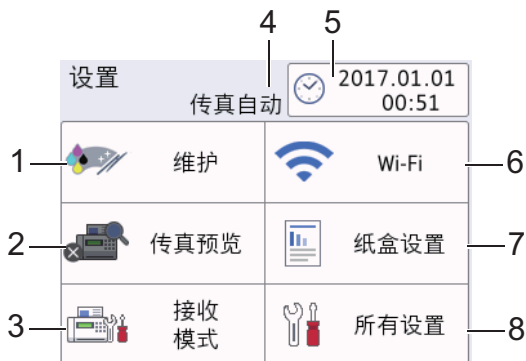 4 5
设置
传真自动
2017.01.01
00:51
1 维护 Wi-Fi 6
2 传真预览 纸盒设置 7
3 接收
模式 所有设置 8